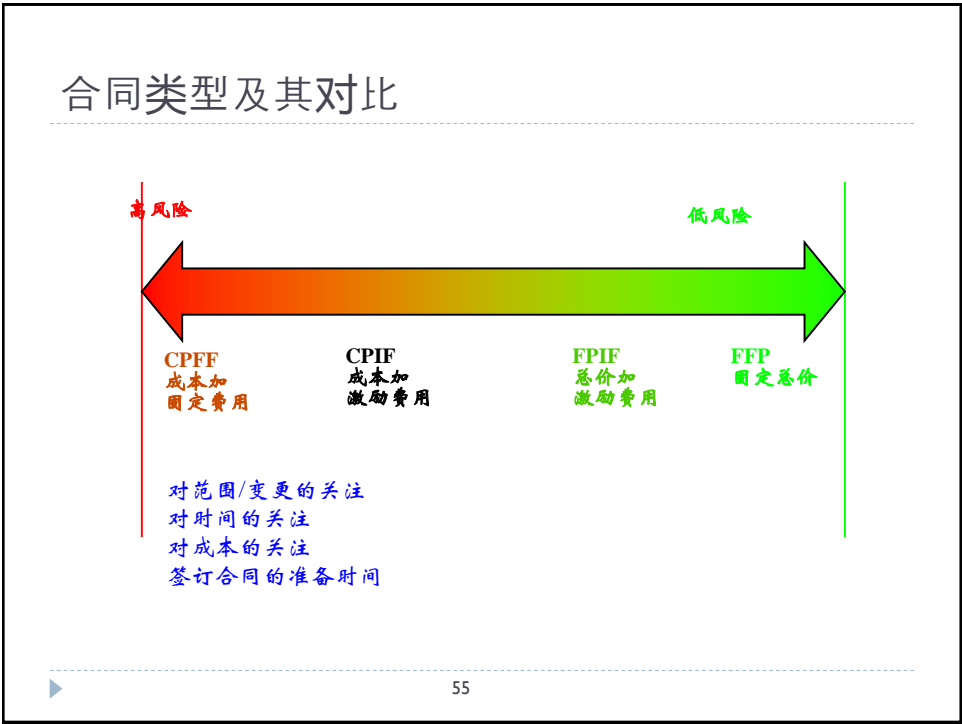 合同类型及其对比
高风险
低风险
CPFF
成本加
固定费用
CPIF
成本加
激励费用
FPIF
总价加
激励费用
FFP
固定总价
对范围/变更的关注
对时间的关注
对成本的关注
签订合同的准备时间
55